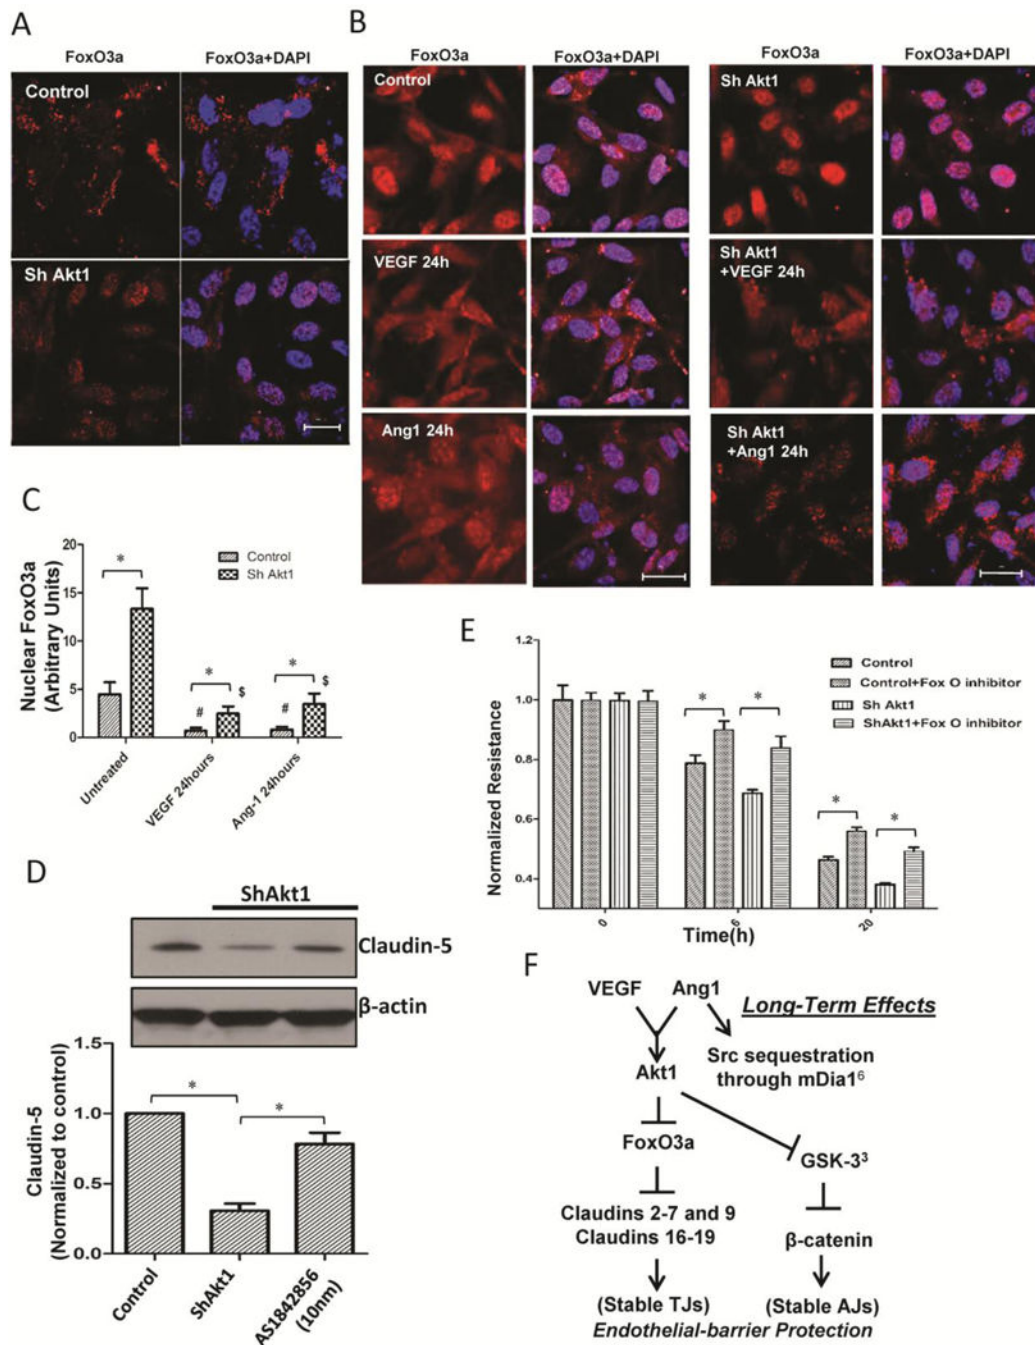 A
FoxO3a
FoxO3a+DAPI
Control
Sh Akt1
B
FoxO3a
FoxO3a+DAPI
FoxO3a
FoxO3a+DAPI
Control
Sh Akt1
VEGF 24h
Sh Akt1
+VEGF 24h
Ang1 24h
Sh Akt1
+Ang1 24h
C
Nuclear FoxO3a
(Arbitrary Units)
20
15
10
5
0
*
*
*
#
$
#
$
Control
Sh Akt1
Untreated
VEGF 24hours
Ang-1 24hours
D
ShAkt1
Claudin-5
β-actin
Claudin-5
(Normalized to control)
1.0
0.5
0.0
*
*
Control
ShAkt1
AS1842856
(10nm)
E
Normalized Resistance
1.2
1.0
0.8
0.6
0.4
*
*
*
*
Control
Control+Fox O inhibitor
Sh Akt1
ShAkt1+Fox O inhibitor
0
6
20
Time(h)
F
VEGF
Ang1
Long-Term Effects
Src sequestration
through mDia1⁶
Akt1
FoxO3a
GSK-3³
Claudins 2-7 and 9
Claudins 16-19
β-catenin
(Stable TJs)
(Stable AJs)
Endothelial-barrier Protection